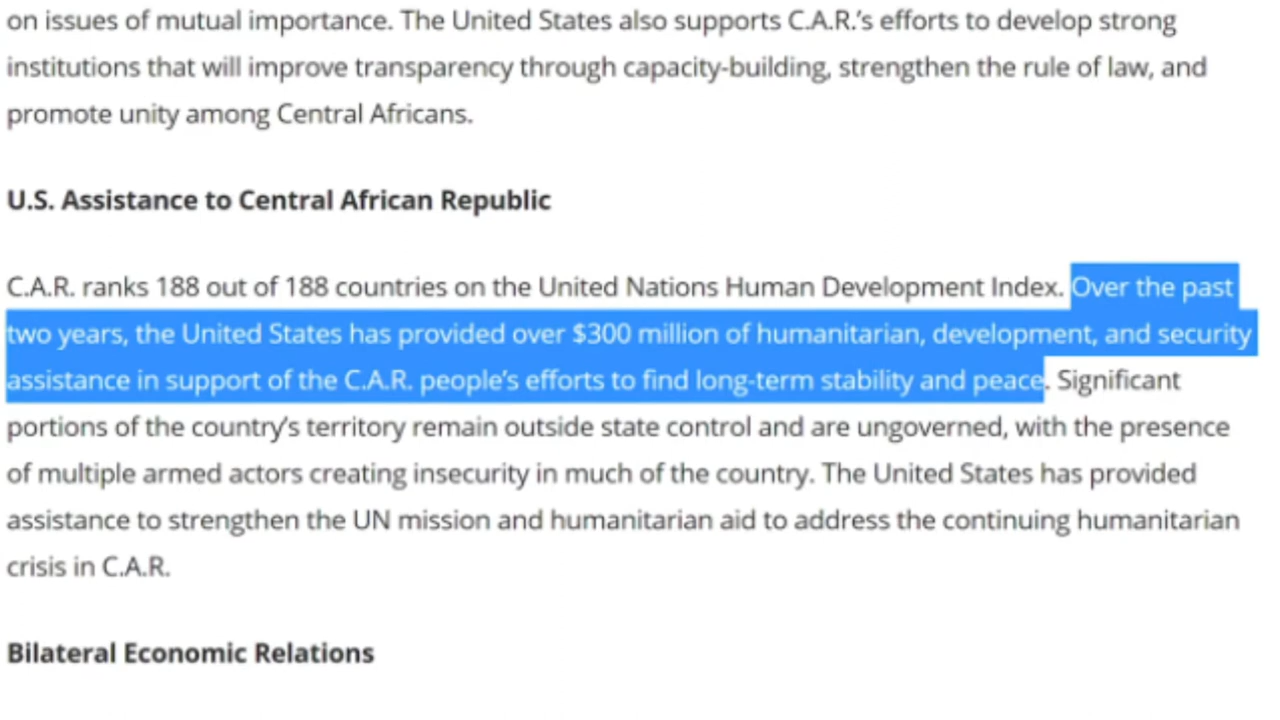 on issues of mutual importance. The United States also supports C.A.R.’s efforts to develop strong
institutions that will improve transparency through capacity-building, strengthen the rule of law, and
promote unity among Central Africans.
U.S. Assistance to Central African Republic
C.A.R. ranks 188 out of 188 countries on the United Nations Human Development Index. Over the past
two years, the United States has provided over $300 million of humanitarian, development, and security
assistance in support of the C.A.R. people’s efforts to find long-term stability and peace. Significant
portions of the country’s territory remain outside state control and are ungoverned, with the presence
of multiple armed actors creating insecurity in much of the country. The United States has provided
assistance to strengthen the UN mission and humanitarian aid to address the continuing humanitarian
crisis in C.A.R.
Bilateral Economic Relations